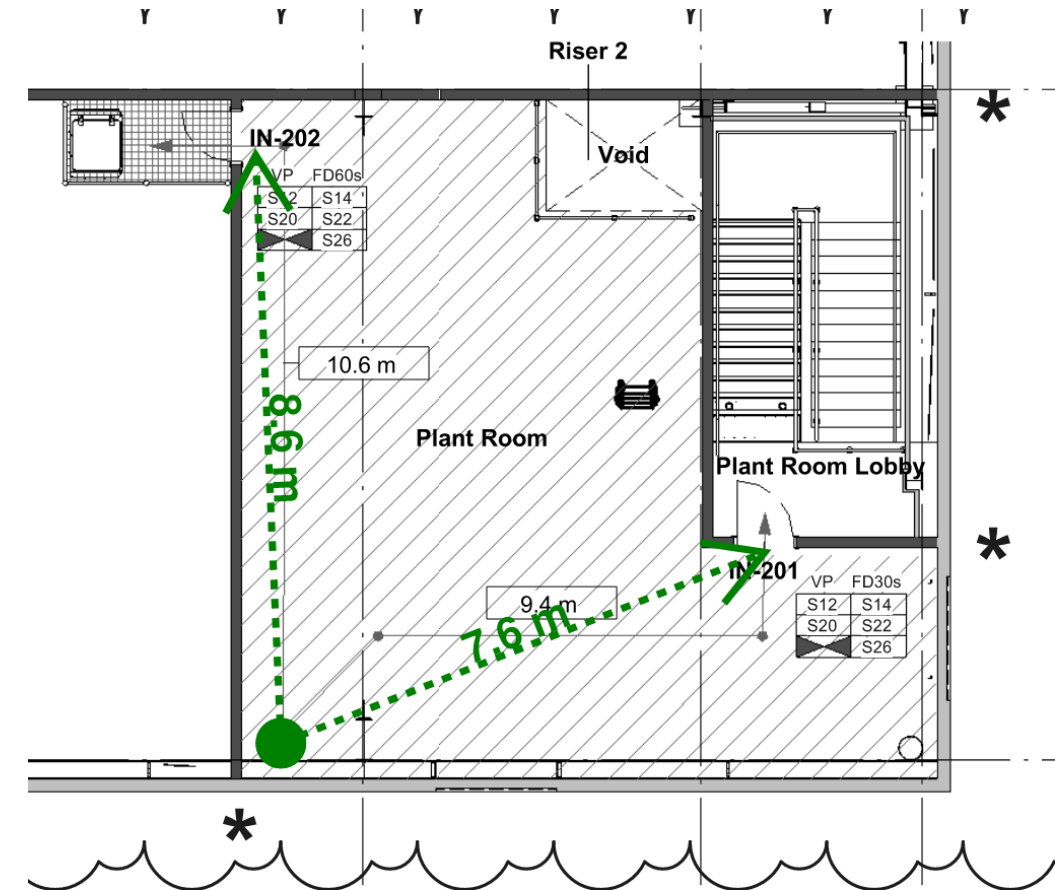 Riser 2
IN-202
Void
VP FD60s
S12 S14
S20 S22
S26
10.6 m
8.6 m
Plant Room
Plant Room Lobby
IN-201
VP FD30s
S12 S14
S20 S22
S26
9.4 m
7.6 m
*
*
*